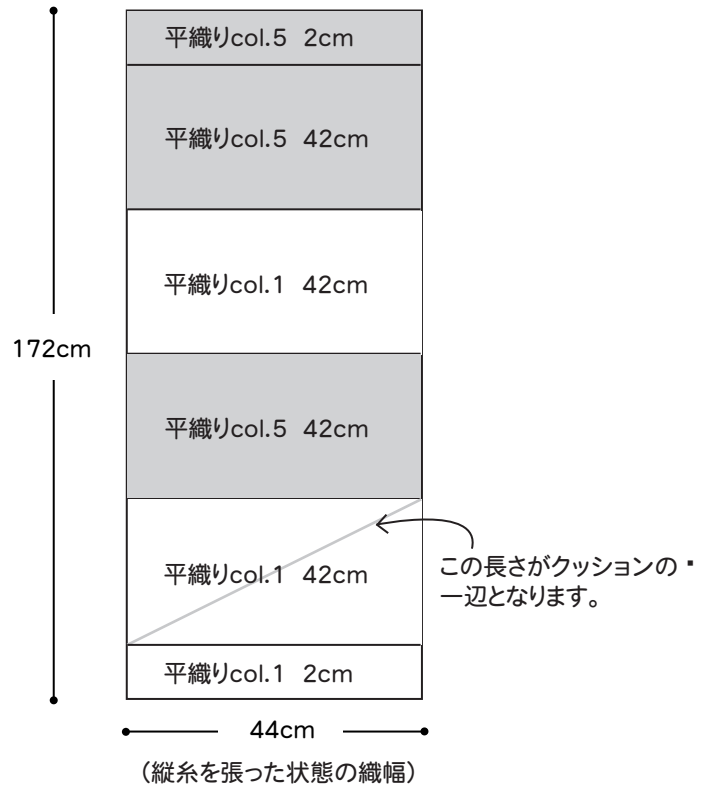 平織りcol.5 2cm
平織りcol.5 42cm
平織りcol.1 42cm
172cm
平織りcol.5 42cm
平織りcol.1 42cm
この長さがクッションの
一辺となります。
平織りcol.1 2cm
44cm
（縦糸を張った状態の織幅）